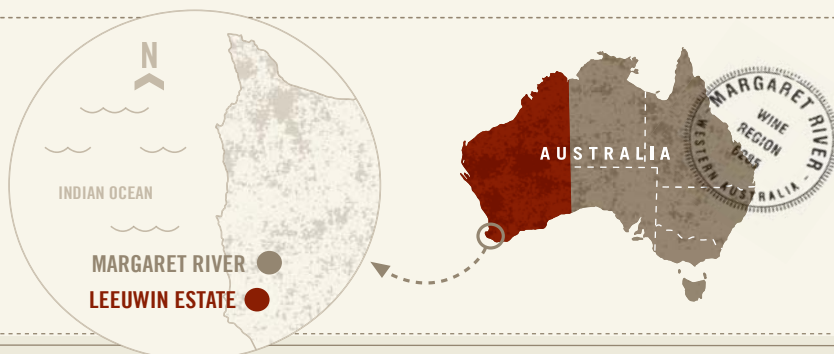 N
INDIAN OCEAN
MARGARET RIVER
LEEUWIN ESTATE
AUSTRALIA
MARGARET RIVER
WINE
REGION
6285
WESTERN AUSTRALIA